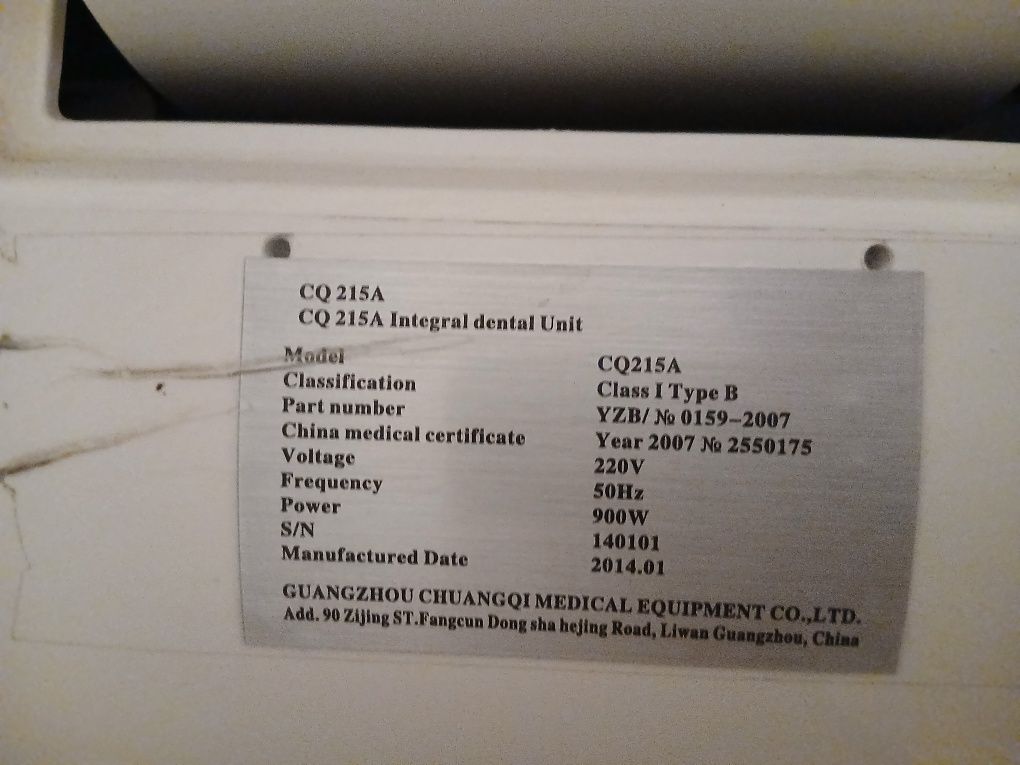 CQ 215A
CQ 215A Integral dental Unit
Model CQ215A
Classification Class I Type B
Part number YZB/ № 0159-2007
China medical certificate Year 2007 № 2550175
Voltage 220V
Frequency 50Hz
Power 900W
S/N 140101
Manufactured Date 2014.01
GUANGZHOU CHUANGQI MEDICAL EQUIPMENT CO.,LTD.
Add. 90 Zijing ST.Fangcun Dong sha hejing Road, Liwan Guangzhou, China